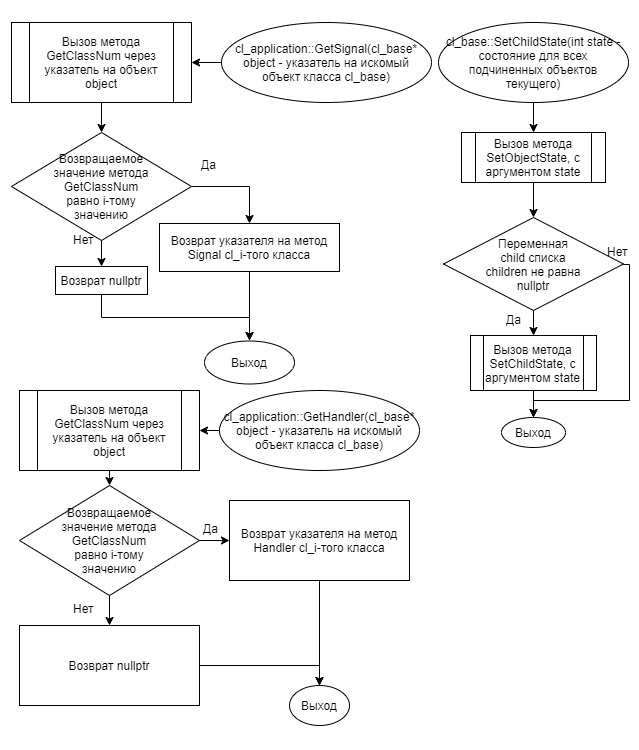 Вызов метода
GetClassNum через
указатель на объект
object
cl_application::GetSignal(cl_base*
object - указатель на искомый
объект класса cl_base)
cl_base::SetChildState(int state -
состояние для всех
подчиненных объектов
текущего)
Возвращаемое
значение метода
GetClassNum
равно i-тому
значению
Да
Нет
Возврат указателя на метод
Signal cl_i-того класса
Возврат nullptr
Выход
Вызов метода
SetObjectState, с
аргументом state
Переменная
child списка
children не равна
nullptr
Нет
Да
Вызов метода
SetChildState, с
аргументом state
Выход
Вызов метода
GetClassNum через
указатель на объект
object
cl_application::GetHandler(cl_base*
object - указатель на искомый
объект класса cl_base)
Возвращаемое
значение метода
GetClassNum
равно i-тому
значению
Да
Нет
Возврат указателя на метод
Handler cl_i-того класса
Возврат nullptr
Выход